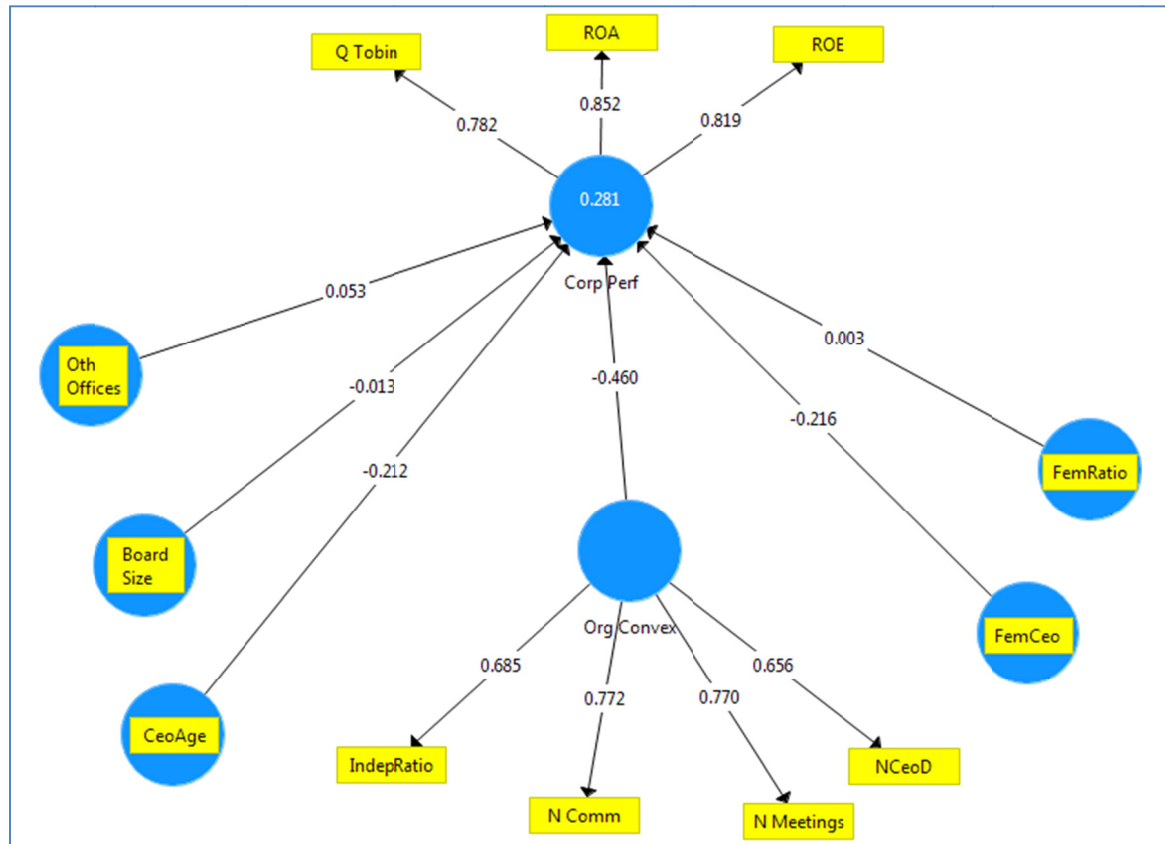 Q Tobin
ROA
ROE
0.782
0.852
0.819
0.281
Corp Perf
0.053
-0.013
-0.212
-0.460
0.003
-0.216
Oth
Offices
Board
Size
CeoAge
FemRatio
FemCeo
Org Convex
0.685
0.772
0.770
0.656
IndepRatio
N Comm
N Meetings
NCeoD